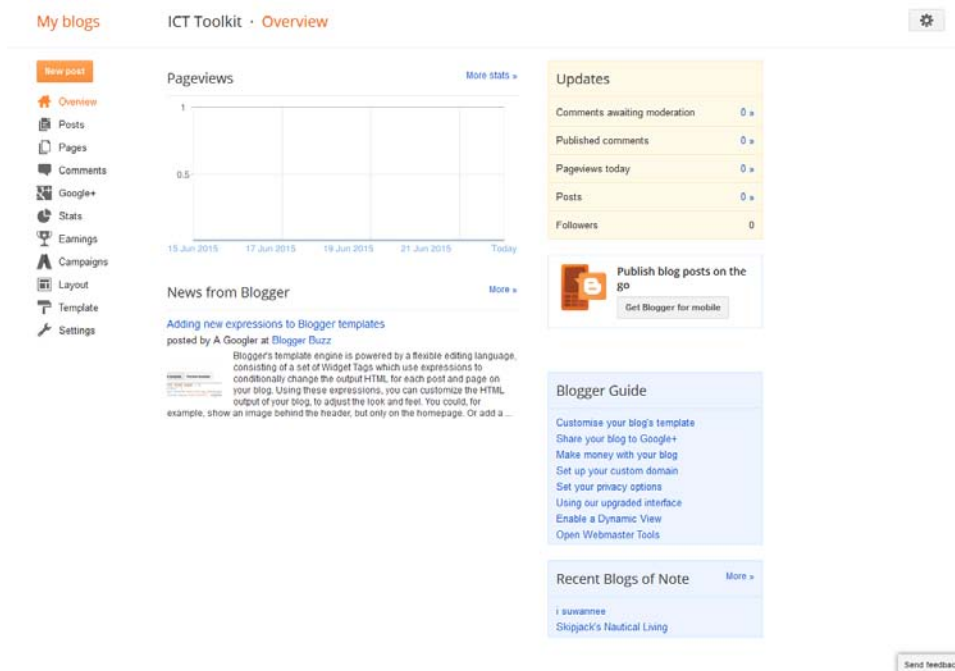 My blogs
ICT Toolkit · Overview
New post
Overview
Posts
Pages
Comments
Google+
Stats
Earnings
Campaigns
Layout
Template
Settings
Pageviews
More stats »
1
0.5
15 Jun 2015 17 Jun 2015 19 Jun 2015 21 Jun 2015 Today
News from Blogger
More »
Adding new expressions to Blogger templates
posted by A Googler at Blogger Buzz
Blogger's template engine is powered by a flexible editing language,
consisting of a set of Widget Tags which use expressions to
conditionally change the output HTML for each post and page on
your blog. Using these expressions, you can customize the HTML
output of your blog, to adjust the look and feel. You could, for
example, show an image behind the header, but only on the homepage. Or add a ...
Updates
Comments awaiting moderation 0 »
Published comments 0 »
Pageviews today 0 »
Posts 0 »
Followers 0
Publish blog posts on the
go
Get Blogger for mobile
Blogger Guide
Customise your blog's template
Share your blog to Google+
Make money with your blog
Set up your custom domain
Set your privacy options
Using our upgraded interface
Enable a Dynamic View
Open Webmaster Tools
Recent Blogs of Note
More »
i suwannee
Skipjack's Nautical Living
Send feedbac